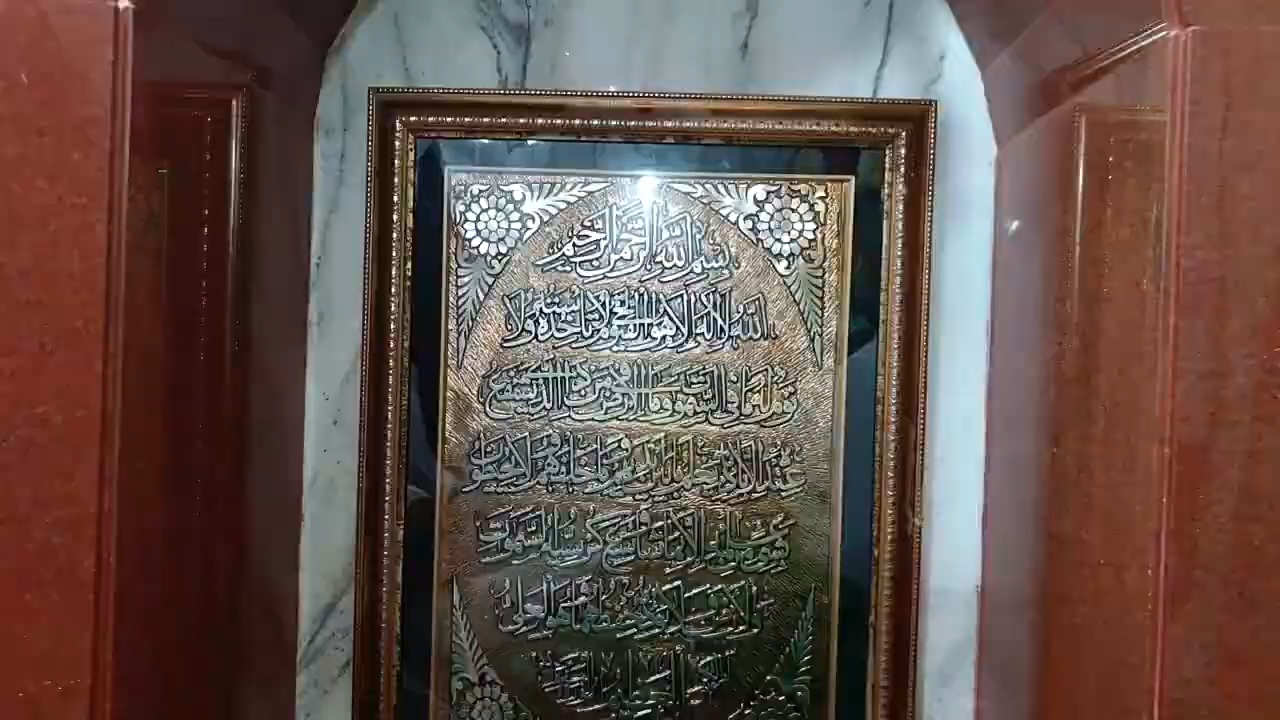 بسم الله الرحمن الرحيم
الله لا إله إلا هو الحي القيوم لا تأخذه سنة ولا
نوم له ما في السموت وما في الأرض من ذا الذي يشفع
عنده إلا بإذنه يعلم ما بين أيديهم وما خلفهم ولا يحيطون
بشيء من علمه إلا بما شاء وسع كرسيه السموات
والأرض ولا يؤده حفظهما وهو العلي